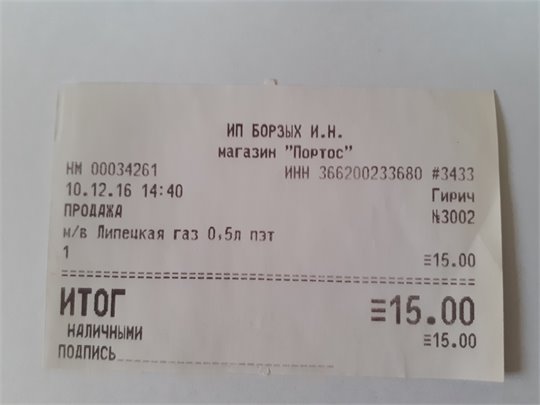 ИП БОРЗЫХ И.Н.
магазин "Портос"
НМ 00034261 ИНН 366200233680 #3433
10.12.16 14:40 Гирич
ПРОДАЖА №3002
м/в Липецкая газ 0,5л пэт
1 ≡15.00
ИТОГ ≡15.00
НАЛИЧНЫМИ ≡15.00
ПОДПИСЬ